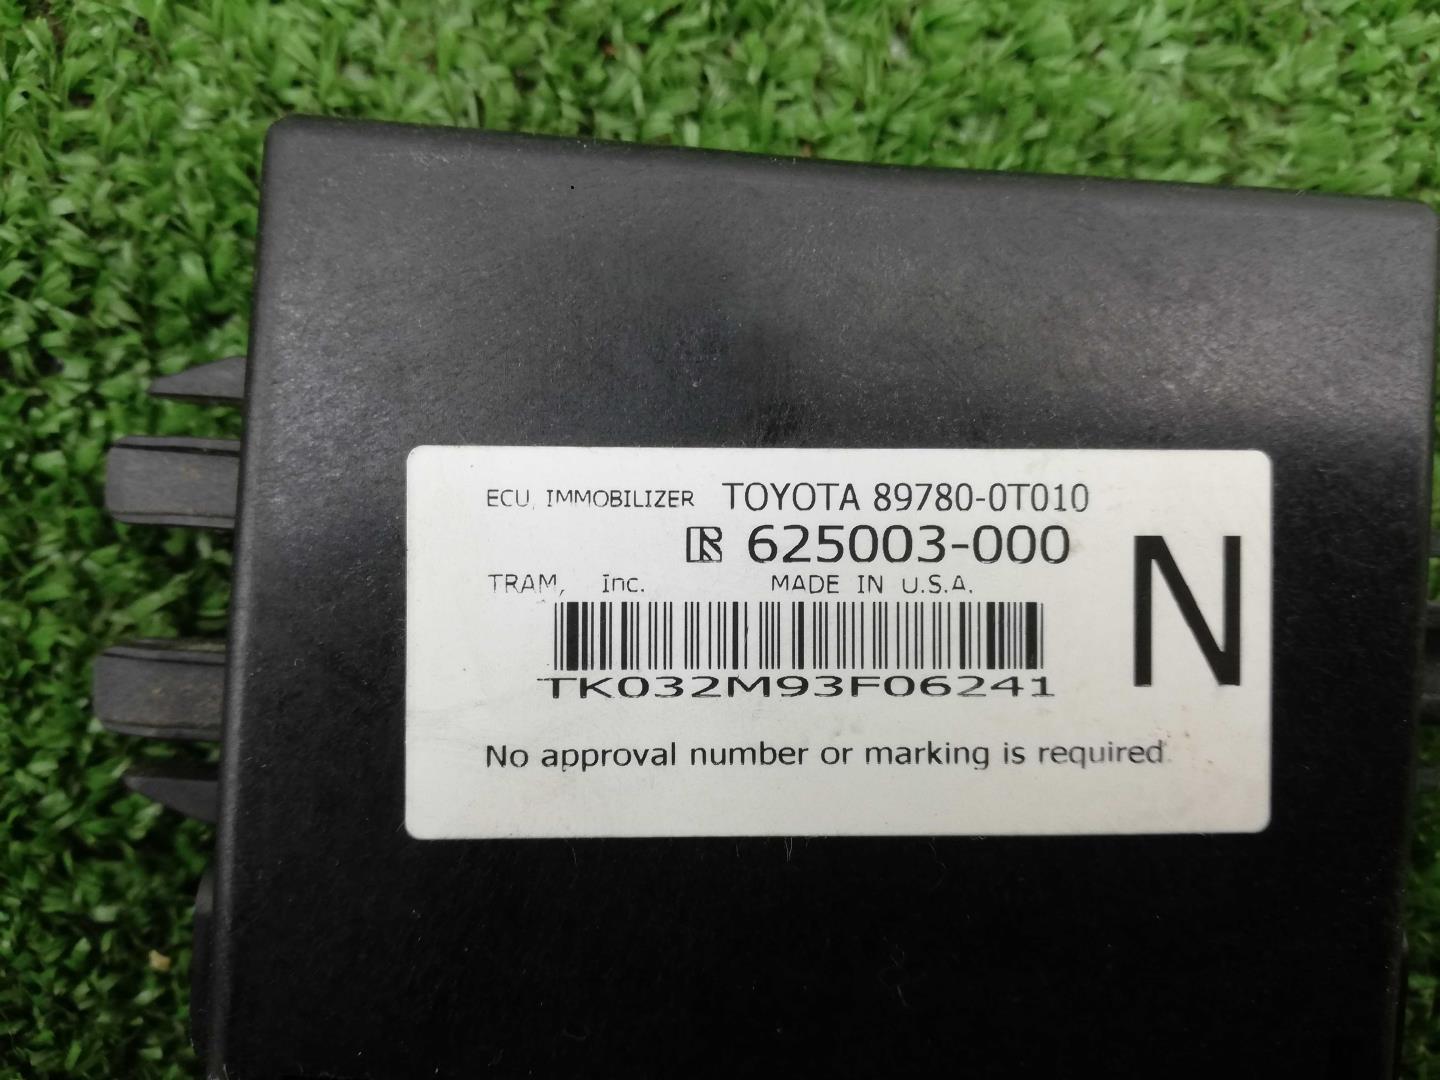 ECU, IMMOBILIZER TOYOTA 89780-0T010
R 625003-000
N
TRAM, Inc. MADE IN U.S.A.
TK032M93F06241
No approval number or marking is required.